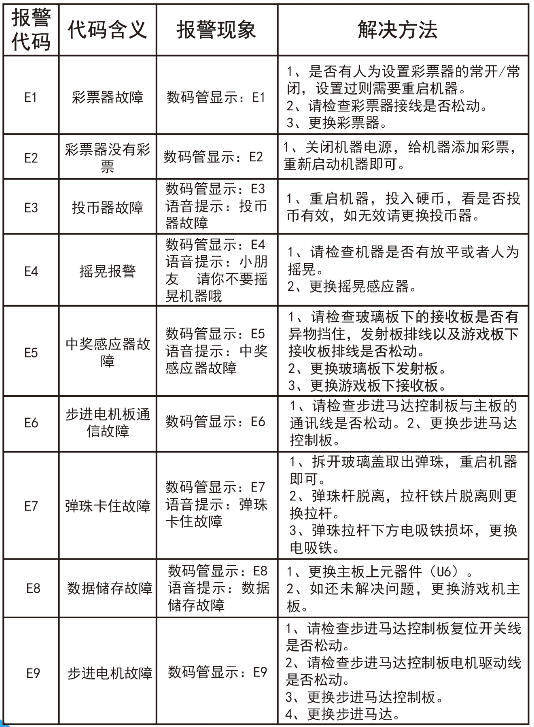 报警
代码
代码含义
报警现象
解决方法
E1
彩票器故障
数码管显示：E1
1、是否有人为设置彩票器的常开/常
闭，设置过则需要重启机器。
2、请检查彩票器接线是否松动。
3、更换彩票器。
E2
彩票器没有彩
票
数码管显示：E2
1、关闭机器电源，给机器添加彩票，
重新启动机器即可。
E3
投币器故障
数码管显示：E3
语音提示：投币
器故障
1、重启机器，投入硬币，看是否投
币有效，如无效请更换投币器。
E4
摇晃报警
数码管显示：E4
语音提示：小朋
友 请你不要摇
晃机器哦
1、请检查机器是否有放平或者人为
摇晃。
2、更换摇晃感应器。
E5
中奖感应器故
障
数码管显示：E5
语音提示：中奖
感应器故障
1、请检查玻璃板下的接收板是否有
异物挡住，发射板排线以及游戏板下
接收板排线是否松动。
2、更换玻璃板下发射板。
3、更换游戏板下接收板。
E6
步进电机板通
信故障
数码管显示：E6
1、请检查步进马达控制板与主板的
通讯线是否松动。2、更换步进马达
控制板。
E7
弹珠卡住故障
数码管显示：E7
语音提示：弹珠
卡住故障
1、拆开玻璃盖取出弹珠，重启机器
即可。
2、弹珠杆脱离，拉杆铁片脱离则更
换拉杆。
3、弹珠拉杆下方电吸铁损坏，更换
电吸铁。
E8
数据储存故障
数码管显示：E8
语音提示：数据
储存故障
1、更换主板上元器件（U6）。
2、如还未解决问题，更换游戏机主
板。
E9
步进电机故障
数码管显示：E9
1、请检查步进马达控制板复位开关线
是否松动。
2、请检查步进马达控制板电机驱动线
是否松动。
3、更换步进马达控制板。
4、更换步进马达。